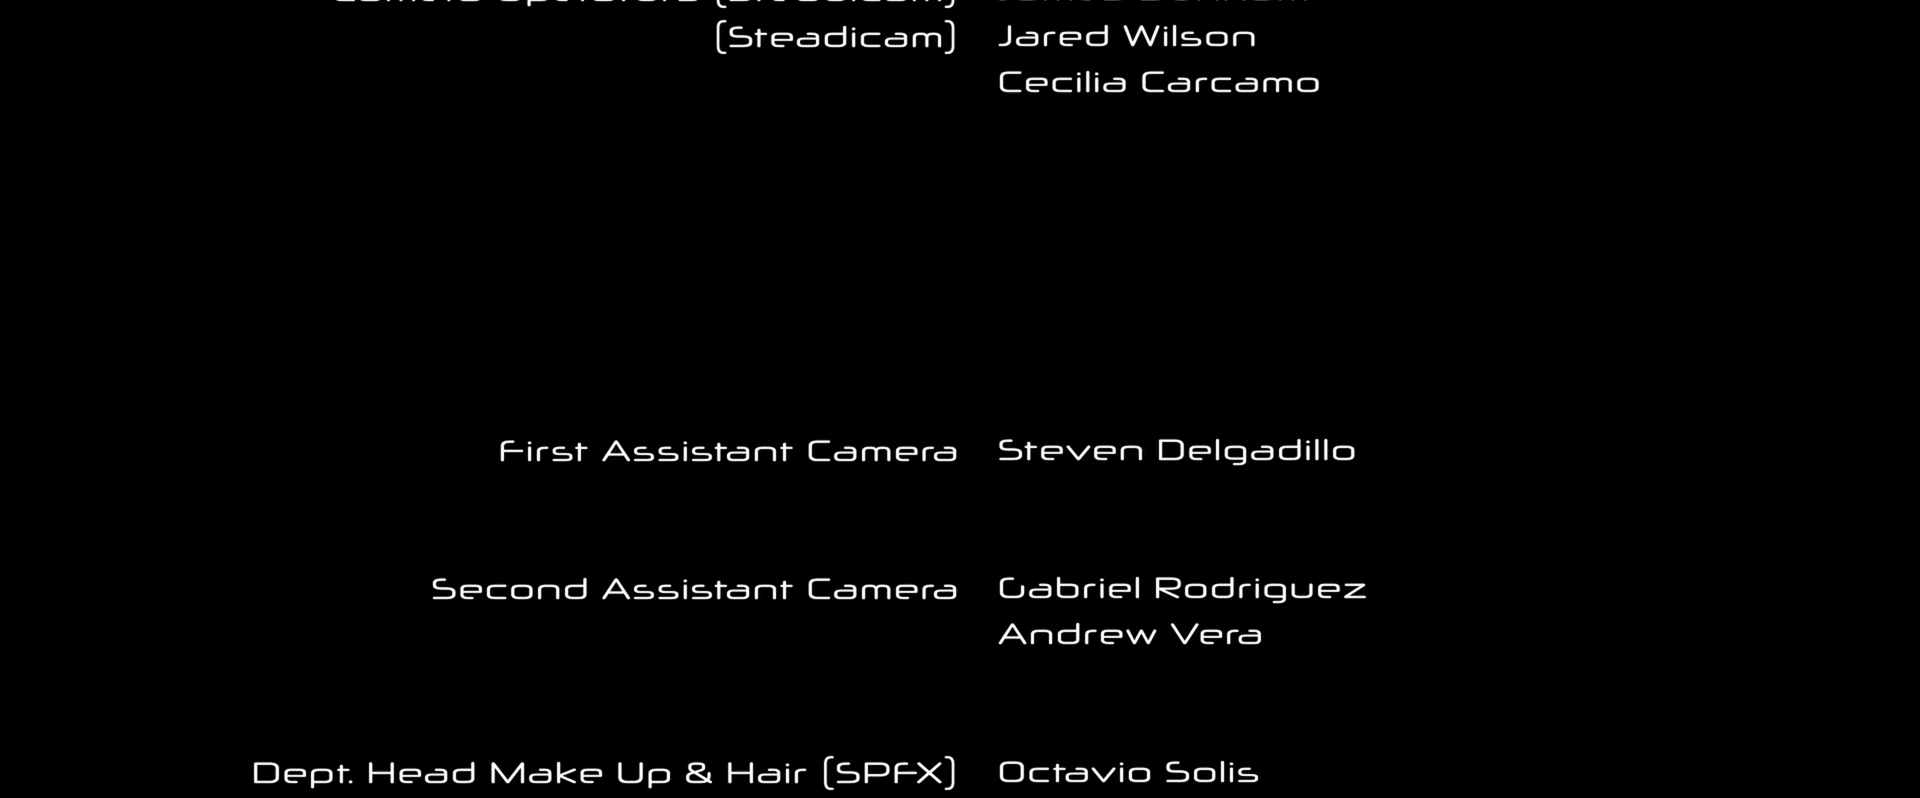 (Steadicam) Jared Wilson
Cecilia Carcamo
First Assistant Camera Steven Delgadillo
Second Assistant Camera Gabriel Rodriguez
Andrew Vera
Dept. Head Make Up & Hair (SPFX) Octavio Solis